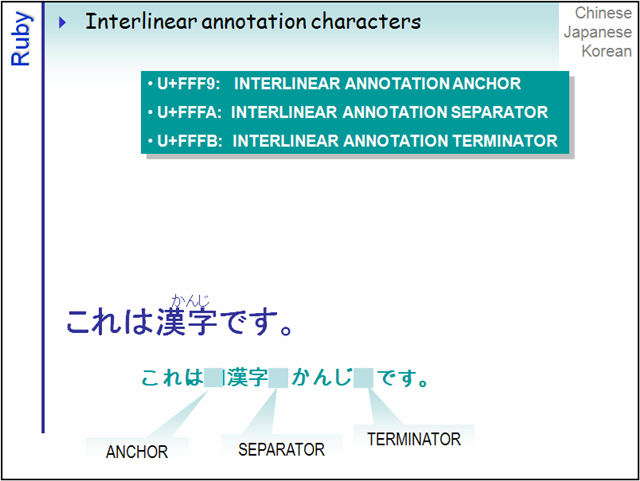 Ruby
Interlinear annotation characters
Chinese
Japanese
Korean
• U+FFF9: INTERLINEAR ANNOTATION ANCHOR
• U+FFFA: INTERLINEAR ANNOTATION SEPARATOR
• U+FFFB: INTERLINEAR ANNOTATION TERMINATOR
かんじ
これは漢字です。
これは漢字かんじです。
ANCHOR
SEPARATOR
TERMINATOR